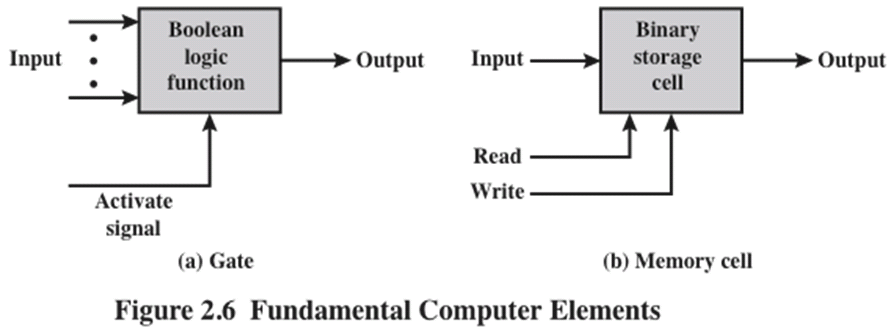 Input
Boolean
logic
function
Output
Activate
signal
(a) Gate
Input
Binary
storage
cell
Output
Read
Write
(b) Memory cell
Figure 2.6 Fundamental Computer Elements